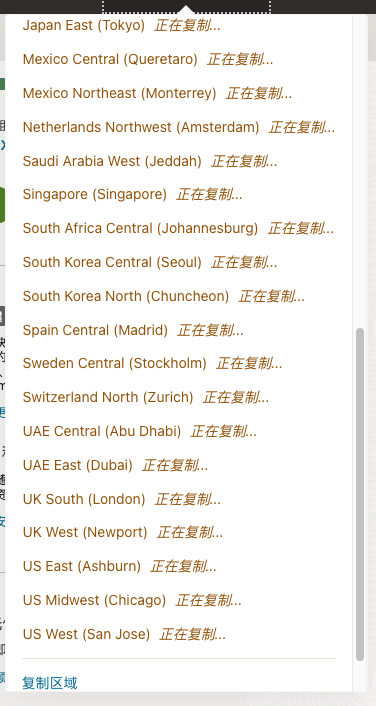 Japan East (Tokyo) 正在复制...
Mexico Central (Queretaro) 正在复制...
Mexico Northeast (Monterrey) 正在复制...
Netherlands Northwest (Amsterdam) 正在复制...
Saudi Arabia West (Jeddah) 正在复制...
Singapore (Singapore) 正在复制...
South Africa Central (Johannesburg) 正在复制...
South Korea Central (Seoul) 正在复制...
South Korea North (Chuncheon) 正在复制...
Spain Central (Madrid) 正在复制...
Sweden Central (Stockholm) 正在复制...
Switzerland North (Zurich) 正在复制...
UAE Central (Abu Dhabi) 正在复制...
UAE East (Dubai) 正在复制...
UK South (London) 正在复制...
UK West (Newport) 正在复制...
US East (Ashburn) 正在复制...
US Midwest (Chicago) 正在复制...
US West (San Jose) 正在复制...
复制区域